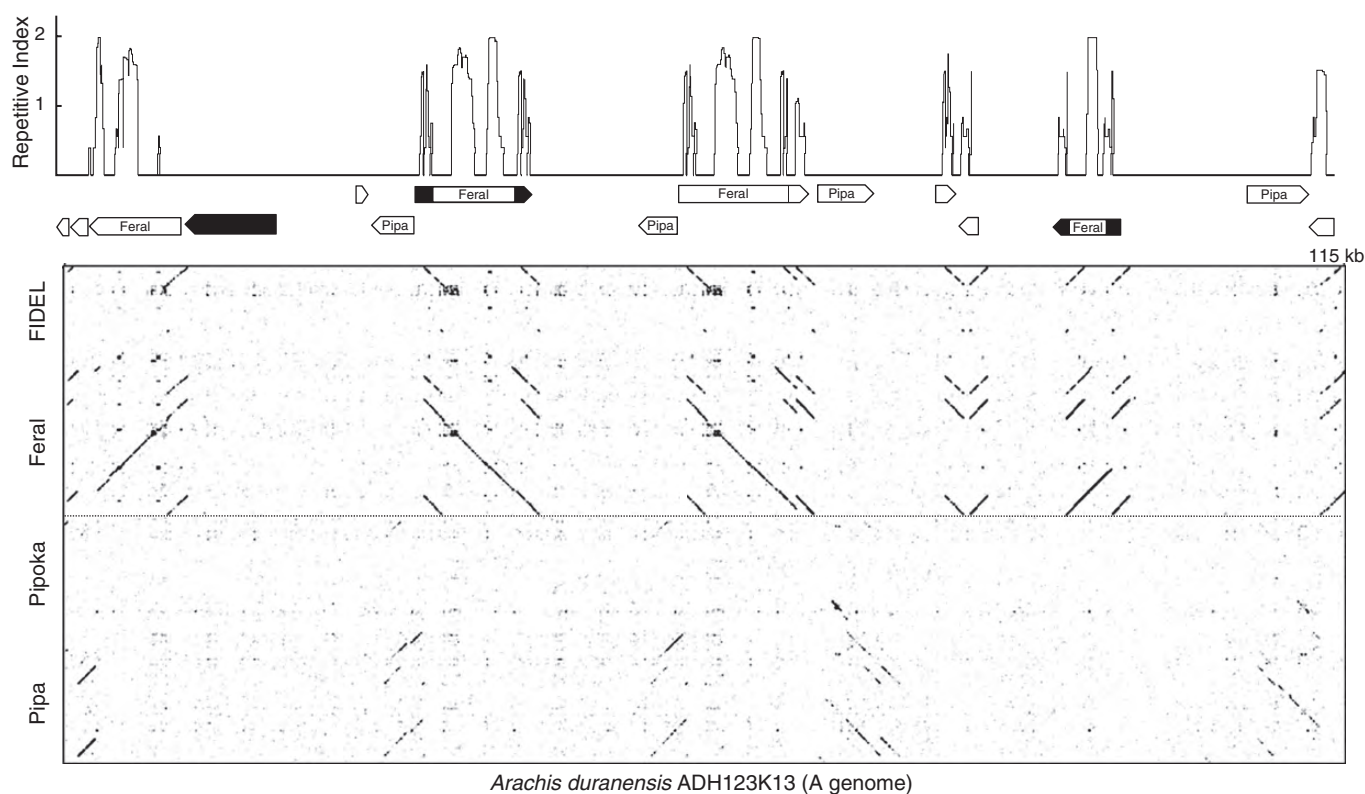 Repetitive Index
2
1
Feral
Pipa
Feral
Pipa
Feral
Pipa
Feral
Pipa
115 kb
FIDEL
Feral
Pipoka
Pipa
Arachis duranensis ADH123K13 (A genome)